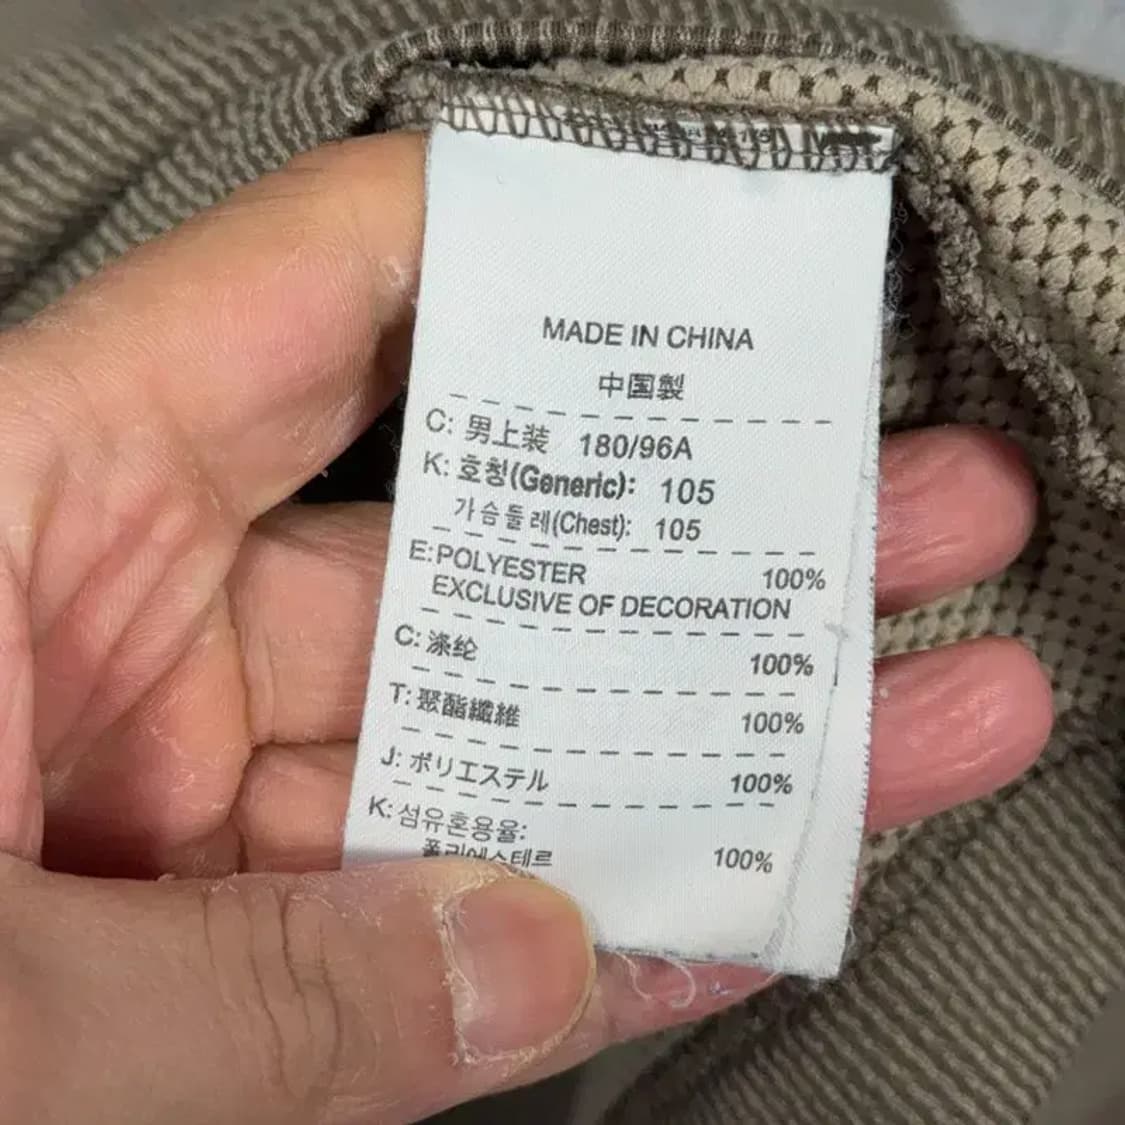 MADE IN CHINA
中国製
C: 男上装 180/96A
K: 호칭(Generic): 105
가슴둘레(Chest): 105
E:POLYESTER 100%
EXCLUSIVE OF DECORATION
C: 涤纶 100%
T: 聚酯纖維 100%
J: ポリエステル 100%
K: 섬유혼용율:
폴리에스테르 100%